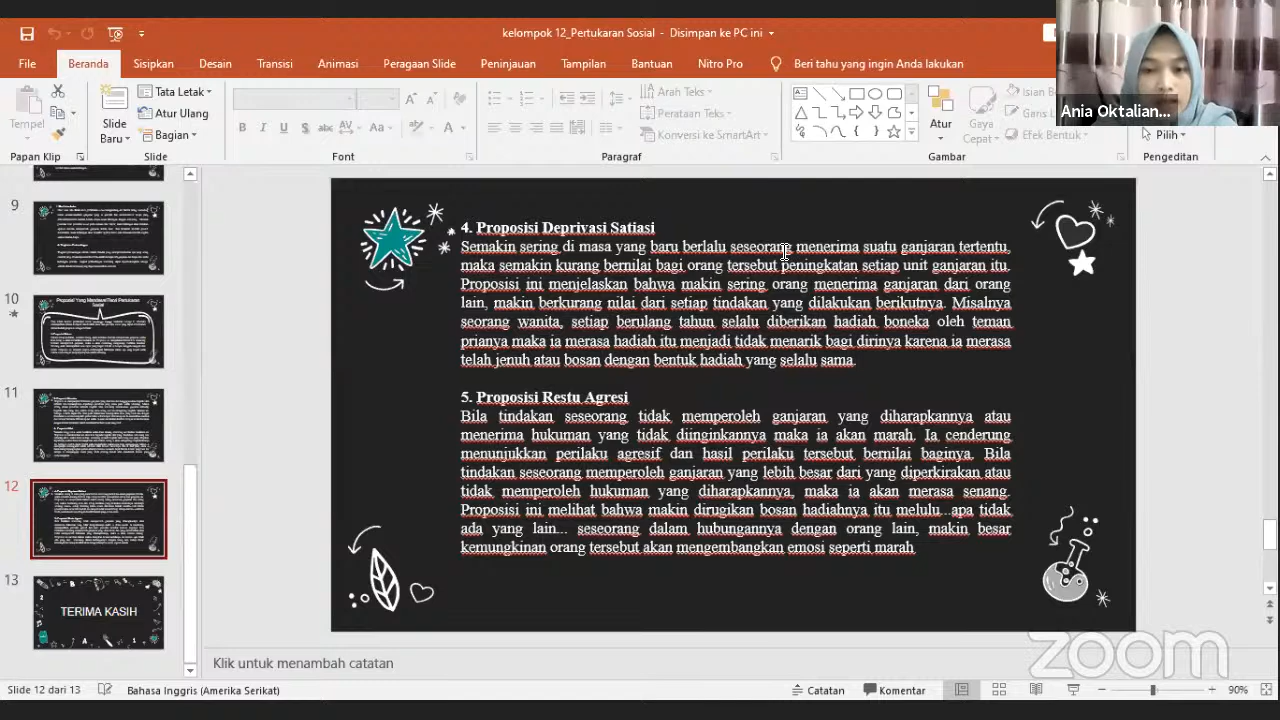 kelompok 12_Pertukaran Sosial - Disimpan ke PC ini
File Beranda Sisipkan Desain Transisi Animasi Peragaan Slide Peninjauan Tampilan Bantuan Nitro Pro Beri tahu yang ingin Anda lakukan
Ania Oktalian...
Tempel
Slide Baru
Tata Letak
Atur Ulang
Bagian
Arah Teks
Perataan Teks
Konversi ke SmartArt
Atur
Gaya Cepat
Isian
Efek Bentuk
Pilih
Papan Klip Slide Font Paragraf Gambar Pengeditan
9
10
11
12
13
TERIMA KASIH
4. Proposisi Deprivasi Satiasi
Semakin sering di masa yang baru berlalu seseorang menerima suatu ganjaran tertentu,
maka semakin kurang bernilai bagi orang tersebut peningkatan setiap unit ganjaran itu.
Proposisi ini menjelaskan bahwa makin sering orang menerima ganjaran dari orang
lain, makin berkurang nilai dari setiap tindakan yang dilakukan berikutnya. Misalnya
seorang wanita, setiap berulang tahun selalu diberikan hadiah boneka oleh teman
prianya maka ia merasa hadiah itu menjadi tidak menarik bagi dirinya karena ia merasa
telah jenuh atau bosan dengan bentuk hadiah yang selalu sama.
5. Proposisi Restu Agresi
Bila tindakan seseorang tidak memperoleh ganjaran yang diharapkannya atau
menerima hukuman yang tidak diinginkannya maka ia akan marah. Ia cenderung
menunjukkan perilaku agresif dan hasil perilaku tersebut bernilai baginya. Bila
tindakan seseorang memperoleh ganjaran yang lebih besar dari yang diperkirakan atau
tidak memperoleh hukuman yang diharapkannya maka ia akan merasa senang.
Proposisi ini melihat bahwa makin dirugikan bosan hadiahnya itu melulu...apa tidak
ada yang lain... seseorang dalam hubungannya dengan orang lain, makin besar
kemungkinan orang tersebut akan mengembangkan emosi seperti marah.
Klik untuk menambah catatan
zoom
Slide 12 dari 13 Bahasa Inggris (Amerika Serikat) Catatan Komentar 90%